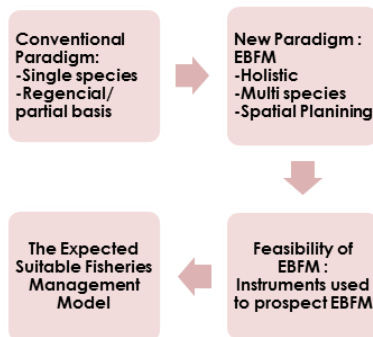 Conventional
Paradigm:
-Single species
-Regencial/
partial basis
New Paradigm :
EBFM
-Holistic
-Multi species
-Spatial Planining
Feasibility of
EBFM :
Instruments used
to prospect EBFM
The Expected
Suitable Fisheries
Management
Model